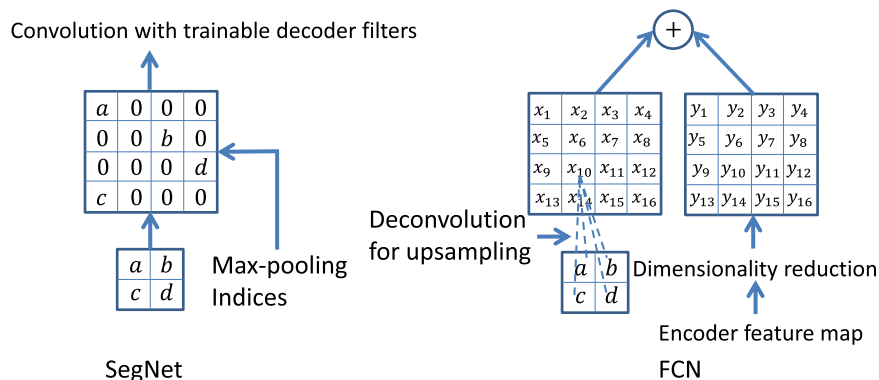 Convolution with trainable decoder filters
a 0 0 0
0 0 b 0
0 0 0 d
c 0 0 0
a b
c d
Max-pooling
Indices
SegNet
+
x₁ x₂ x₃ x₄
x₅ x₆ x₇ x₈
x₉ x₁₀ x₁₁ x₁₂
x₁₃ x₁₄ x₁₅ x₁₆
y₁ y₂ y₃ y₄
y₅ y₆ y₇ y₈
y₉ y₁₀ y₁₁ y₁₂
y₁₃ y₁₄ y₁₅ y₁₆
Deconvolution
for upsampling
a b
c d
Dimensionality reduction
Encoder feature map
FCN